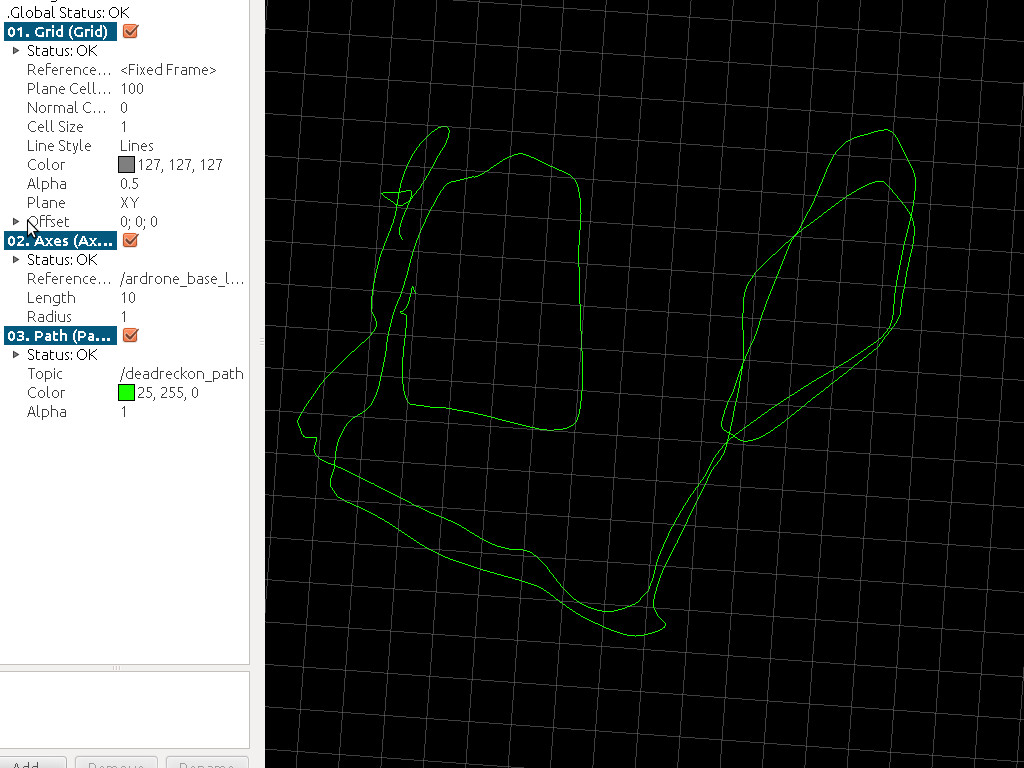 .Global Status: OK
01. Grid (Grid)
Status: OK
Reference... <Fixed Frame>
Plane Cell... 100
Normal C... 0
Cell Size 1
Line Style Lines
Color 127, 127, 127
Alpha 0.5
Plane XY
Offset 0; 0; 0
02. Axes (Ax...
Status: OK
Reference... /ardrone_base_l...
Length 10
Radius 1
03. Path (Pa...
Status: OK
Topic /deadreckon_path
Color 25, 255, 0
Alpha 1
Add Remove Rename